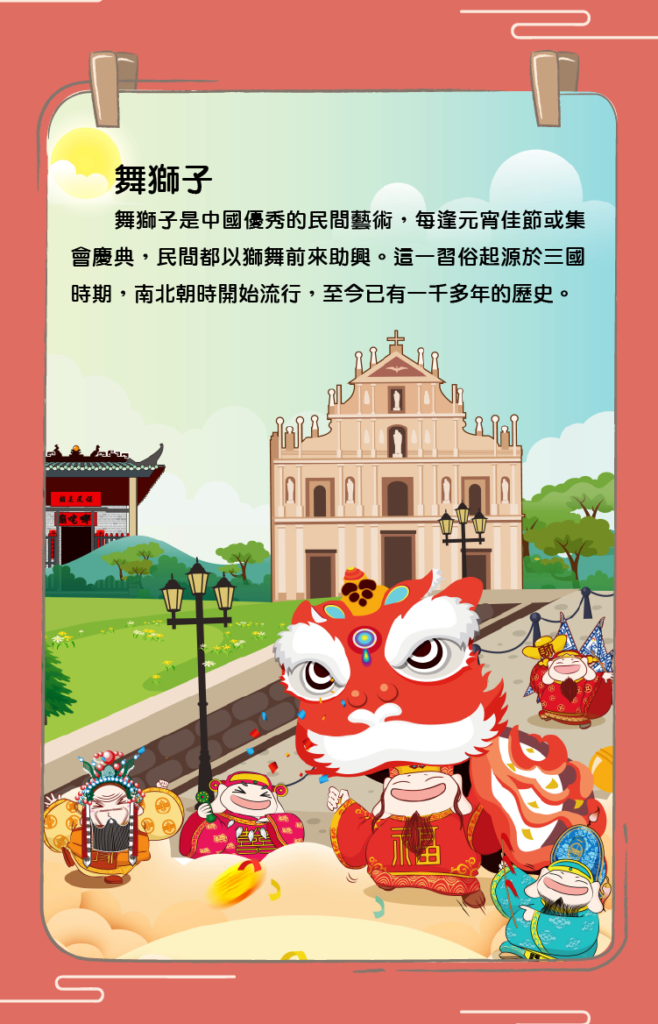 舞獅子
舞獅子是中國優秀的民間藝術，每逢元宵佳節或集
會慶典，民間都以獅舞前來助興。這一習俗起源於三國
時期，南北朝時開始流行，至今已有一千多年的歷史。
福